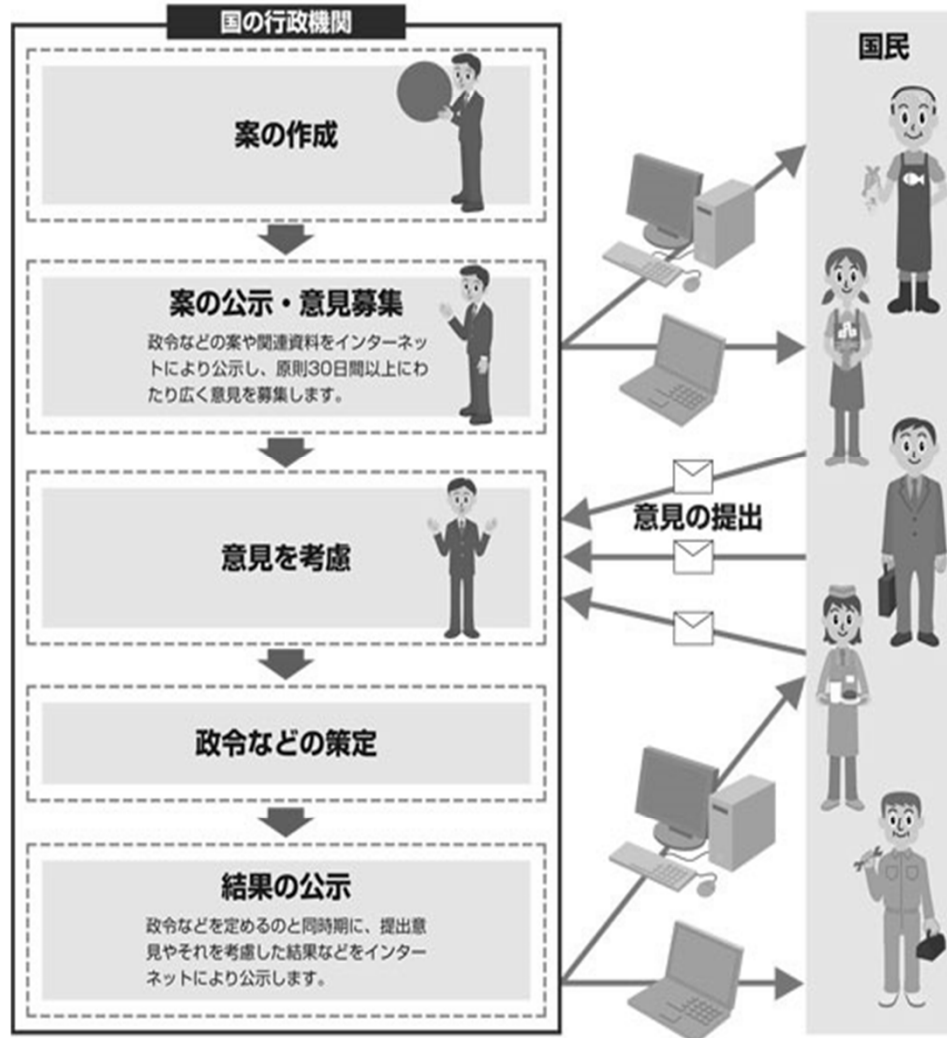 国の行政機関
国民
案の作成
案の公示・意見募集
政令などの案や関連資料をインターネッ
トにより公示し、原則30日間以上にわ
たり広く意見を募集します。
意見の提出
意見を考慮
政令などの策定
結果の公示
政令などを定めるのと同時期に、提出意
見やそれを考慮した結果などをインター
ネットにより公示します。